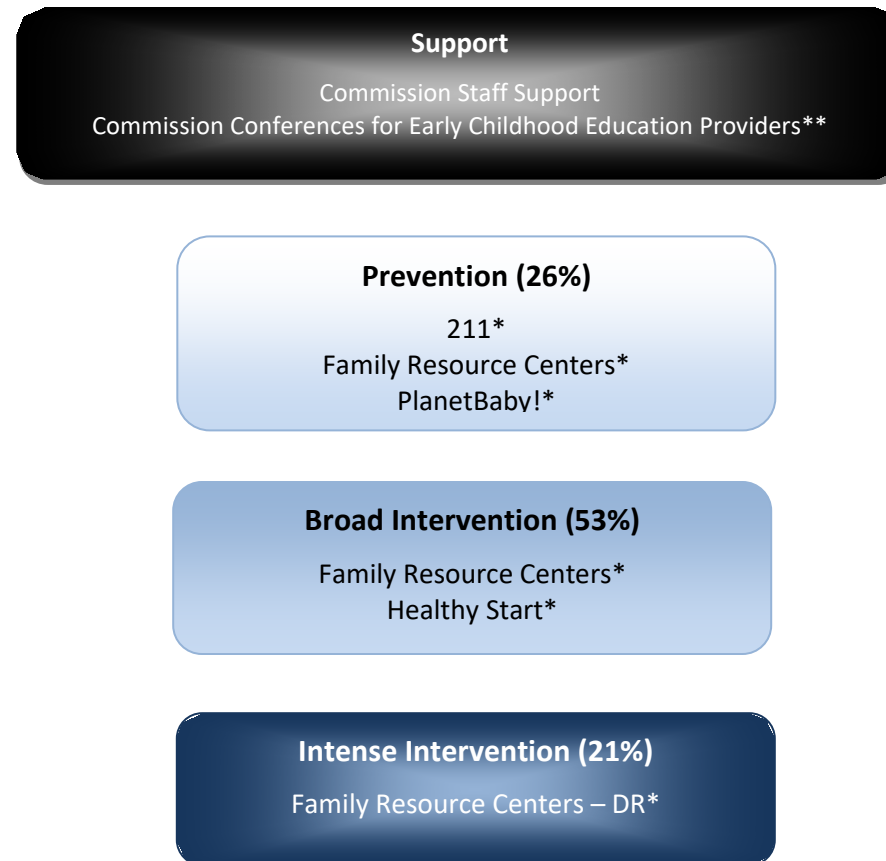 Support
Commission Staff Support
Commission Conferences for Early Childhood Education Providers**
Prevention (26%)
211*
Family Resource Centers*
PlanetBaby!*
Broad Intervention (53%)
Family Resource Centers*
Healthy Start*
Intense Intervention (21%)
Family Resource Centers – DR*